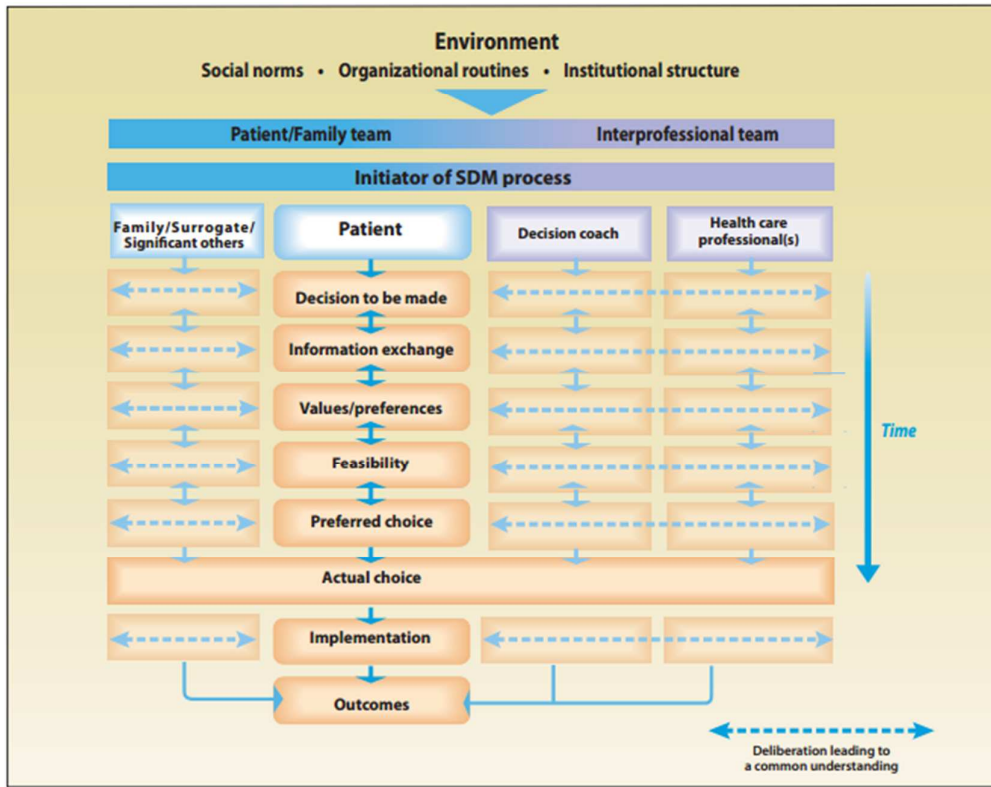 Environment
Social norms • Organizational routines • Institutional structure
Patient/Family team Interprofessional team
Initiator of SDM process
Family/Surrogate/
Significant others
Patient
Decision coach
Health care
professional(s)
Decision to be made
Information exchange
Values/preferences
Feasibility
Preferred choice
Time
Actual choice
Implementation
Outcomes
Deliberation leading to
a common understanding